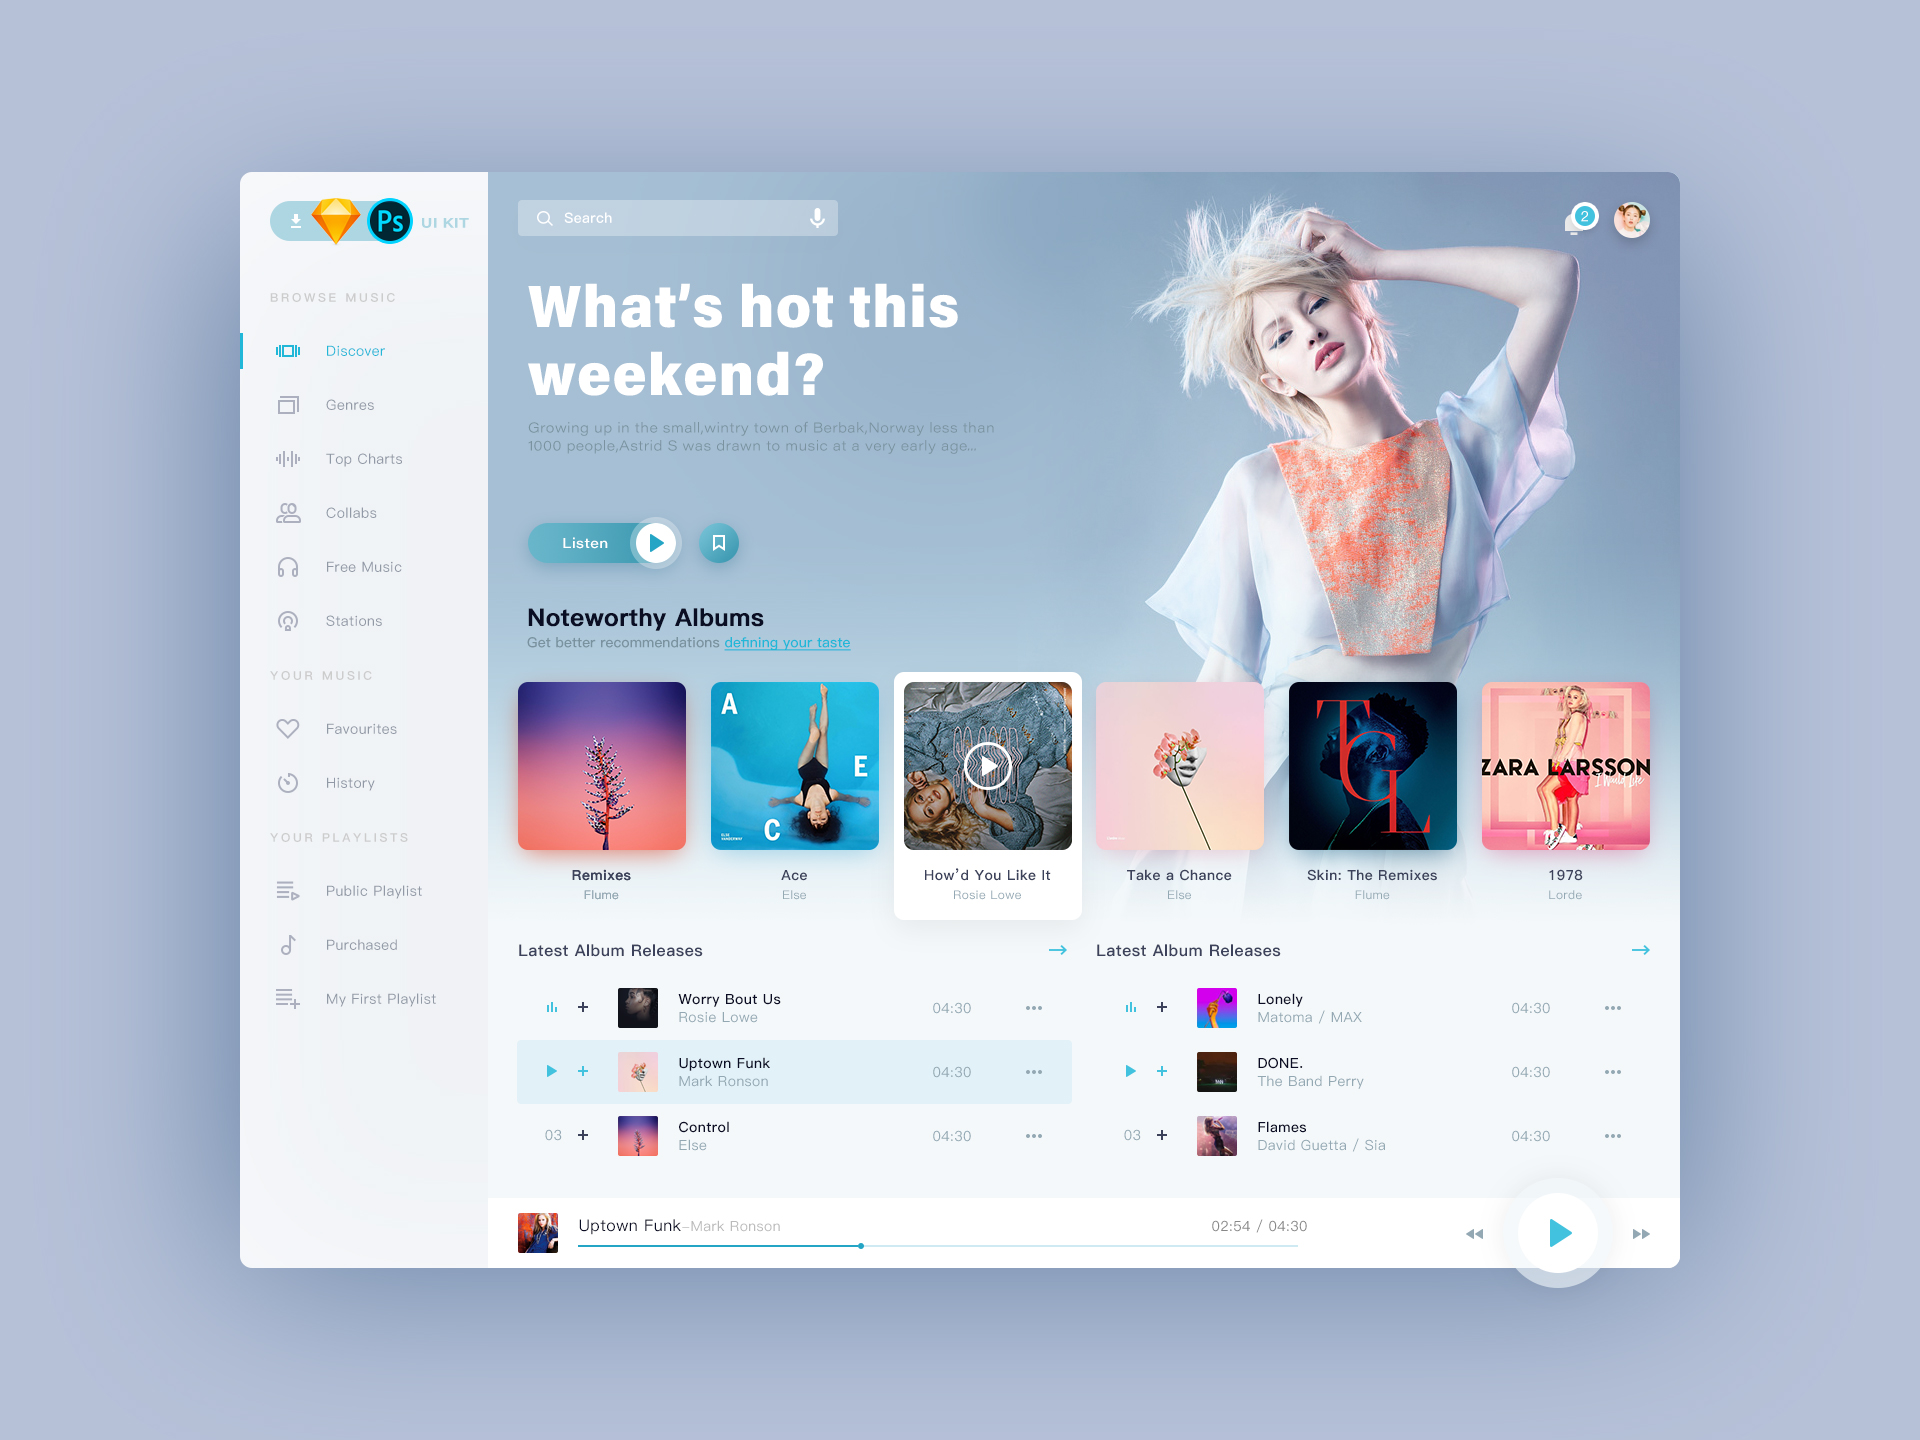 Ps
UI KIT
BROWSE MUSIC
Discover
Genres
Top Charts
Collabs
Free Music
Stations
YOUR MUSIC
Favourites
History
YOUR PLAYLISTS
Public Playlist
Purchased
My First Playlist
Search
2
What's hot this
weekend?
Growing up in the small,wintry town of Berbak,Norway less than
1000 people,Astrid S was drawn to music at a very early age...
Listen
Noteworthy Albums
Get better recommendations defining your taste
A
C
E
TGL
ZARA LARSSON
I Would Like
Remixes
Flume
Ace
Else
How'd You Like It
Rosie Lowe
Take a Chance
Else
Skin: The Remixes
Flume
1978
Lorde
Latest Album Releases
Worry Bout Us
Rosie Lowe
04:30
Uptown Funk
Mark Ronson
04:30
03
Control
Else
04:30
Latest Album Releases
Lonely
Matoma / MAX
04:30
DONE.
The Band Perry
04:30
03
Flames
David Guetta / Sia
04:30
Uptown Funk-Mark Ronson
02:54 / 04:30